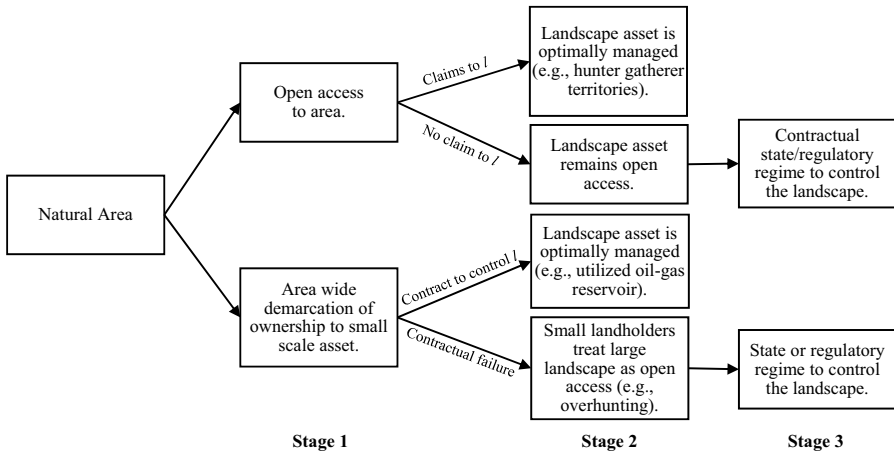 Natural Area
Open access
to area.
Area wide
demarcation of
ownership to small
scale asset.
Claims to l
No claim to l
Contract to control l
Contractual failure
Landscape asset is
optimally managed
(e.g., hunter gatherer
territories).
Landscape asset
remains open
access.
Landscape asset is
optimally managed
(e.g., utilized oil-gas
reservoir).
Small landholders
treat large
landscape as open
access (e.g.,
overhunting).
Contractual
state/regulatory
regime to control
the landscape.
State or regulatory
regime to control
the landscape.
Stage 1
Stage 2
Stage 3